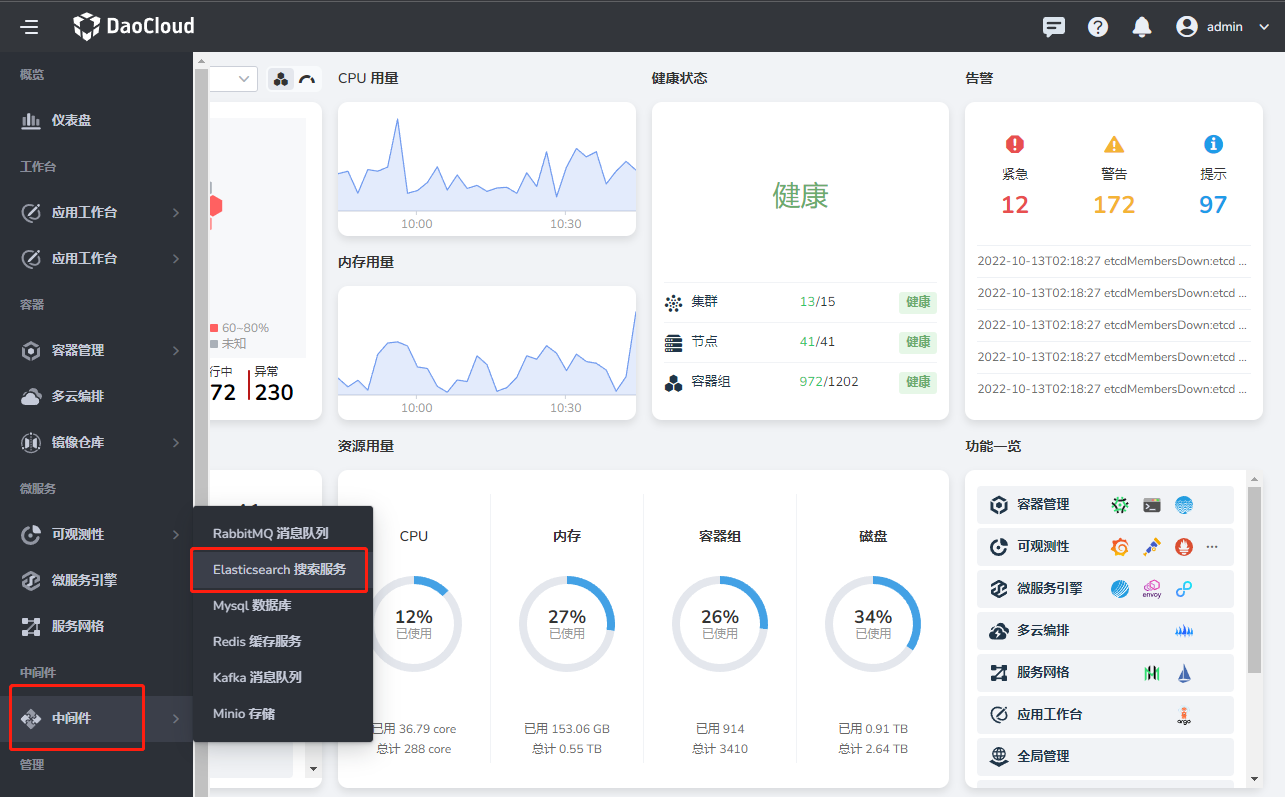 DaoCloud
admin
概览
仪表盘
工作台
应用工作台
应用工作台
容器
容器管理
多云编排
镜像仓库
微服务
可观测性
微服务引擎
服务网格
中间件
中间件
管理
RabbitMQ 消息队列
Elasticsearch 搜索服务
Mysql 数据库
Redis 缓存服务
Kafka 消息队列
Minio 存储
60~80%
未知
行中
异常
72
230
CPU 用量
10:00
10:30
内存用量
10:00
10:30
健康状态
健康
集群
13/15
健康
节点
41/41
健康
容器组
972/1202
健康
告警
紧急
警告
提示
12
172
97
2022-10-13T02:18:27 etcdMembersDown:etcd ...
2022-10-13T02:18:27 etcdMembersDown:etcd ...
2022-10-13T02:18:27 etcdMembersDown:etcd ...
2022-10-13T02:18:27 etcdMembersDown:etcd ...
2022-10-13T02:18:27 etcdMembersDown:etcd ...
资源用量
CPU
12%
已使用
已用 36.79 core
总计 288 core
内存
27%
已使用
已用 153.06 GB
总计 0.55 TB
容器组
26%
已使用
已用 914
总计 3410
磁盘
34%
已使用
已用 0.91 TB
总计 2.64 TB
功能一览
容器管理
可观测性
...
微服务引擎
envoy
多云编排
服务网格
应用工作台
argo
全局管理